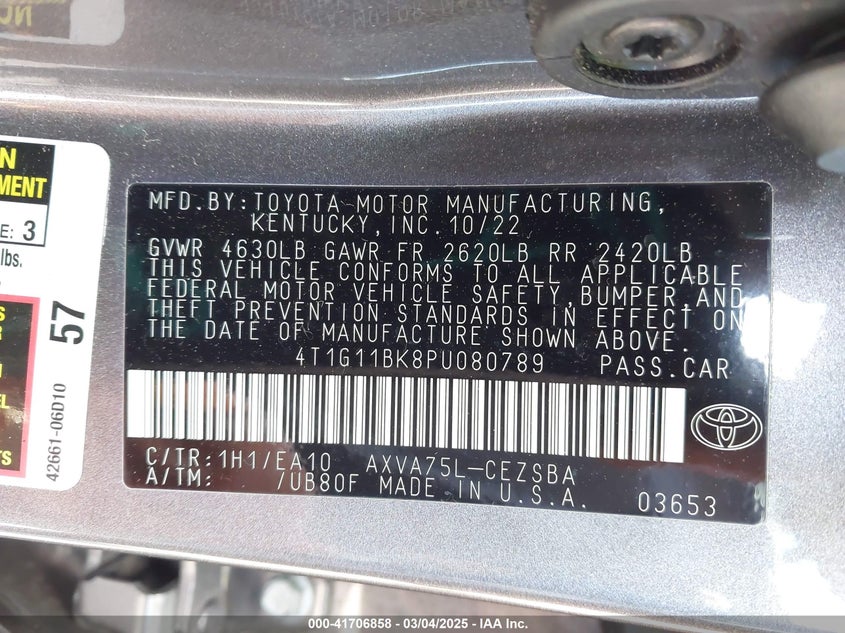 MFD.BY:TOYOTA MOTOR MANUFACTURING,
KENTUCKY,INC.10/22
GVWR 4630LB GAWR FR 2620LB RR 2420LB
THIS VEHICLE CONFORMS TO ALL APPLICABLE
FEDERAL MOTOR VEHICLE SAFETY,BUMPER,AND
THEFT PREVENTION STANDARDS IN EFFECT ON
THE DATE OF MANUFACTURE SHOWN ABOVE.
4T1G11BK8PU080789 PASS.CAR
C/TR:1H1/EA10 AXVA75L-CEZSBA
A/TM: /UB80F MADE IN U.S.A. 03653
E: 3
lbs.
57
42661-06D10
000-41706858 - 03/04/2025 - IAA Inc.